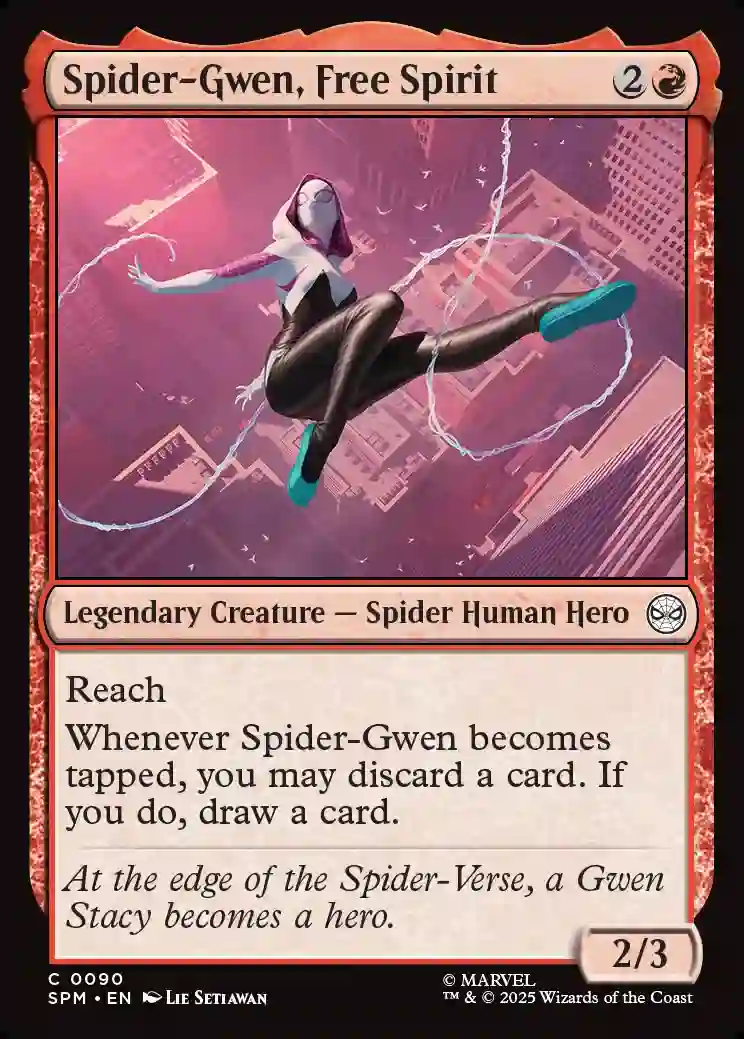 Spider-Gwen, Free Spirit 2
Legendary Creature — Spider Human Hero
Reach
Whenever Spider-Gwen becomes
tapped, you may discard a card. If
you do, draw a card.
At the edge of the Spider-Verse, a Gwen
Stacy becomes a hero.
2/3
C 0090
SPM • EN Lie Setiawan
© MARVEL
™ & © 2025 Wizards of the Coast